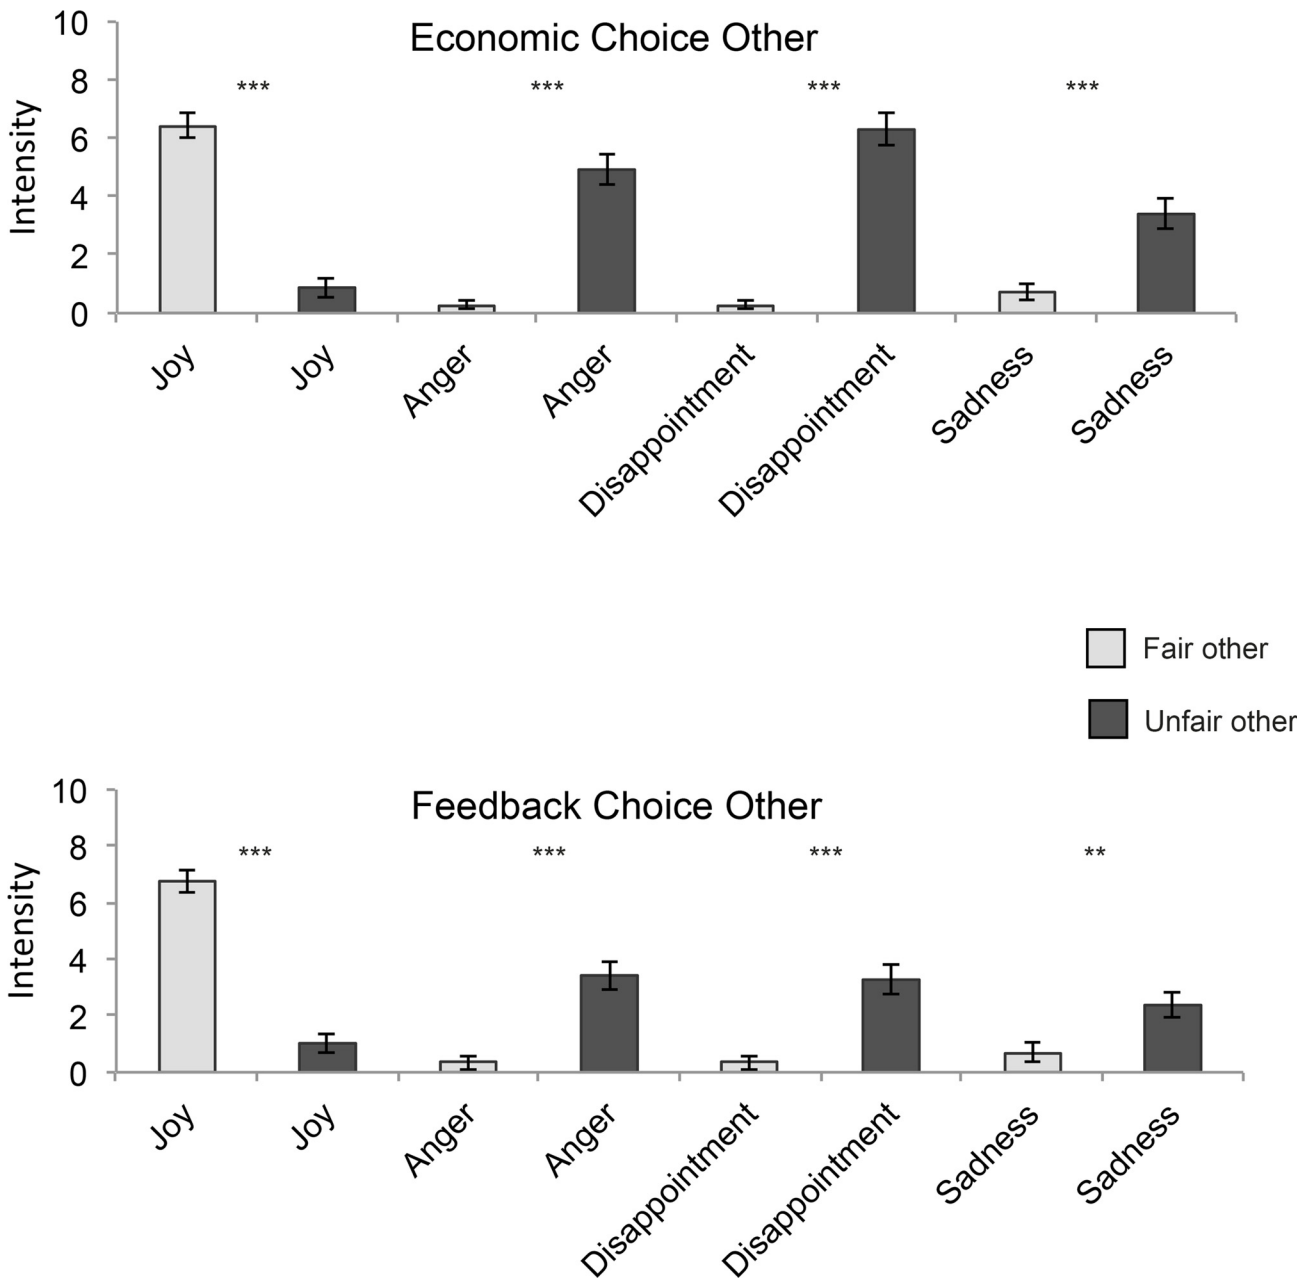 Economic Choice Other
Intensity
10
8
6
4
2
0
*** *** *** ***
Joy Joy Anger Anger Disappointment Disappointment Sadness Sadness
Fair other
Unfair other
Feedback Choice Other
Intensity
10
8
6
4
2
0
*** *** *** **
Joy Joy Anger Anger Disappointment Disappointment Sadness Sadness